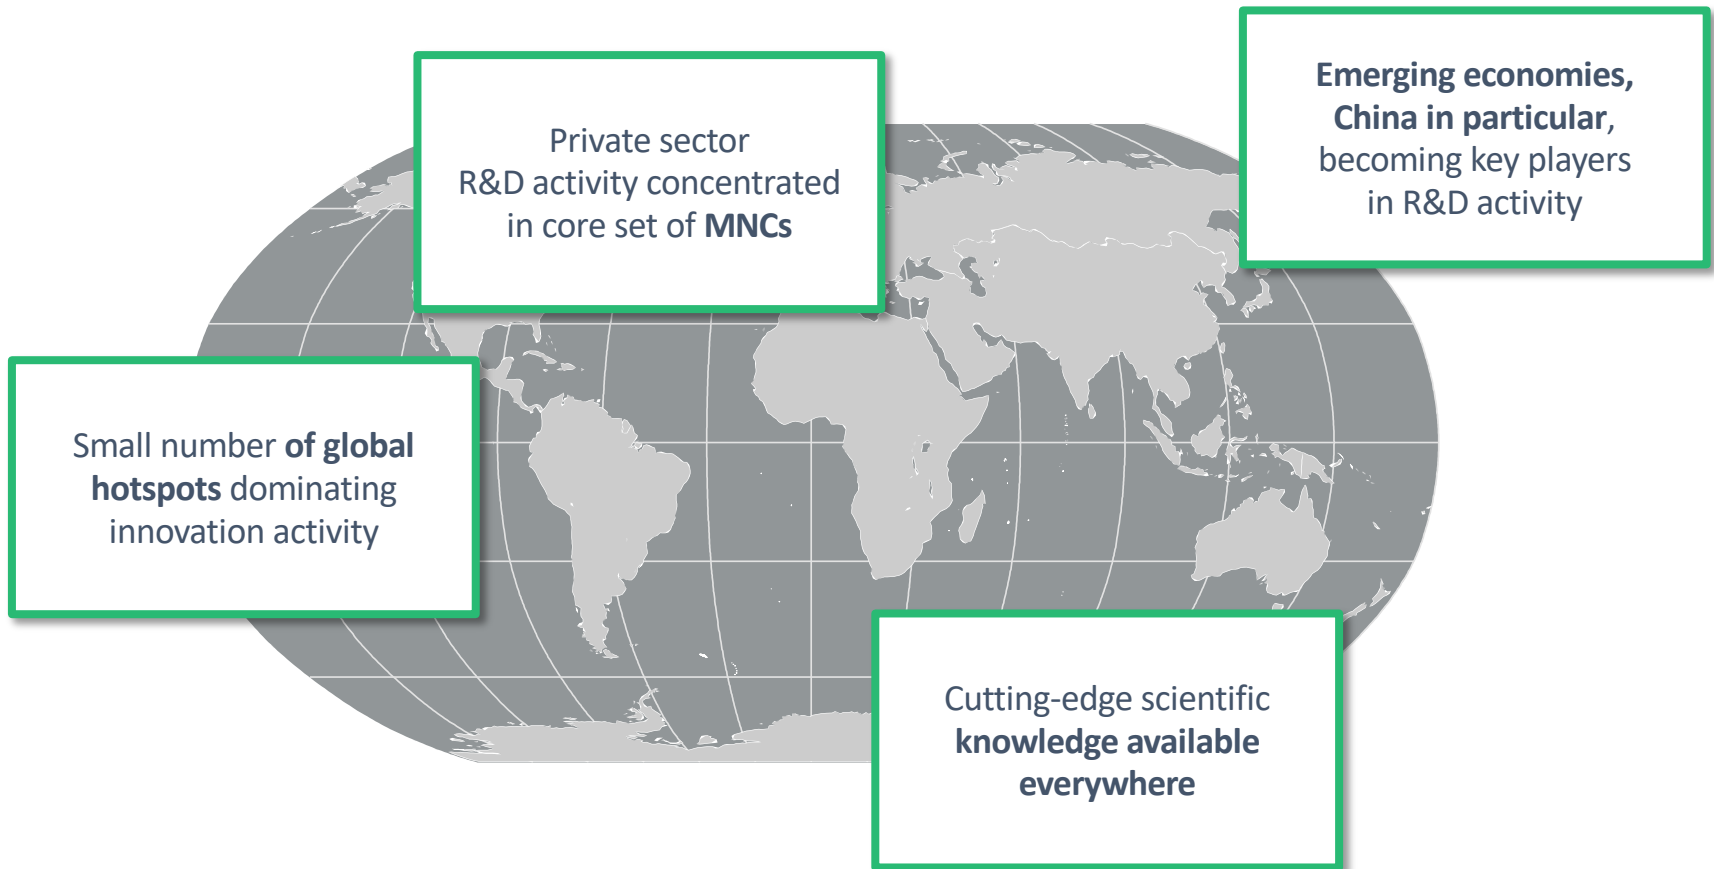 Private sector
R&D activity concentrated
in core set of MNCs
Emerging economies,
China in particular,
becoming key players
in R&D activity
Small number of global
hotspots dominating
innovation activity
Cutting-edge scientific
knowledge available
everywhere